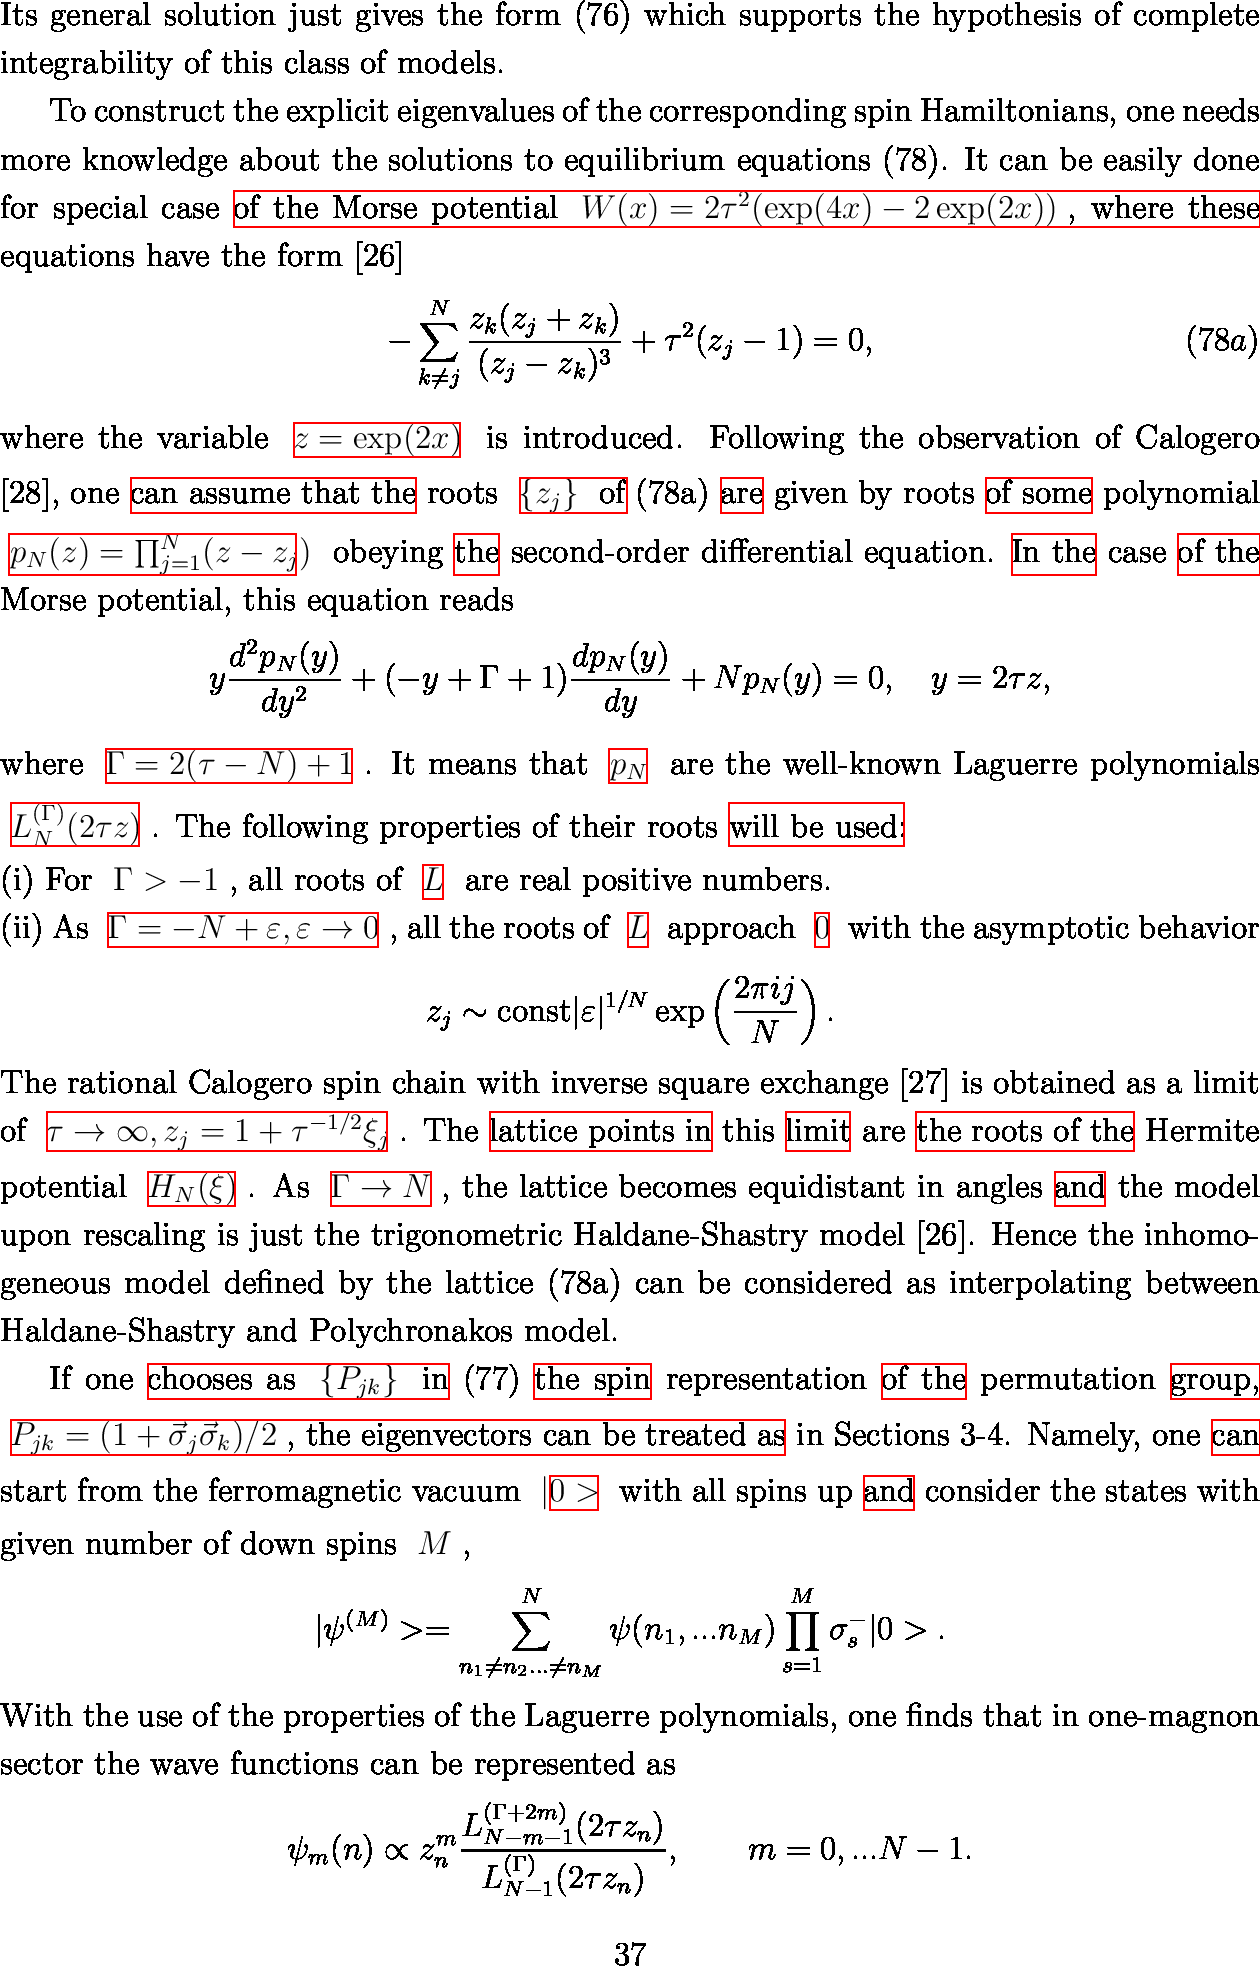 Its general solution just gives the form (76) which supports the hypothesis of complete
integrability of this class of models.
To construct the explicit eigenvalues of the corresponding spin Hamiltonians, one needs
more knowledge about the solutions to equilibrium equations (78). It can be easily done
for special case of the Morse potential $W(x) = 2\tau^2(\exp(4x) - 2\exp(2x))$ , where these
equations have the form [26]
$$-\sum_{k\neq j}^{N} \frac{z_k(z_j + z_k)}{(z_j - z_k)^3} + \tau^2(z_j - 1) = 0, \qquad (78a)$$
where the variable $z = \exp(2x)$ is introduced. Following the observation of Calogero
[28], one can assume that the roots $\{z_j\}$ of (78a) are given by roots of some polynomial
$p_N(z) = \prod_{j=1}^{N}(z - z_j)$ obeying the second-order differential equation. In the case of the
Morse potential, this equation reads
$$y\frac{d^2p_N(y)}{dy^2} + (-y + \Gamma + 1)\frac{dp_N(y)}{dy} + Np_N(y) = 0, \quad y = 2\tau z,$$
where $\Gamma = 2(\tau - N) + 1$ . It means that $p_N$ are the well-known Laguerre polynomials
$L_N^{(\Gamma)}(2\tau z)$ . The following properties of their roots will be used:
(i) For $\Gamma > -1$ , all roots of $L$ are real positive numbers.
(ii) As $\Gamma = -N + \varepsilon, \varepsilon \to 0$ , all the roots of $L$ approach $0$ with the asymptotic behavior
$$z_j \sim \text{const}|\varepsilon|^{1/N} \exp\left(\frac{2\pi ij}{N}\right).$$
The rational Calogero spin chain with inverse square exchange [27] is obtained as a limit
of $\tau \to \infty, z_j = 1 + \tau^{-1/2}\xi_j$ . The lattice points in this limit are the roots of the Hermite
potential $H_N(\xi)$ . As $\Gamma \to N$ , the lattice becomes equidistant in angles and the model
upon rescaling is just the trigonometric Haldane-Shastry model [26]. Hence the inhomo-
geneous model defined by the lattice (78a) can be considered as interpolating between
Haldane-Shastry and Polychronakos model.
If one chooses as $\{P_{jk}\}$ in (77) the spin representation of the permutation group,
$P_{jk} = (1 + \vec{\sigma}_j\vec{\sigma}_k)/2$ , the eigenvectors can be treated as in Sections 3-4. Namely, one can
start from the ferromagnetic vacuum $|0 >$ with all spins up and consider the states with
given number of down spins $M$ ,
$$|\psi^{(M)} >= \sum_{n_1\neq n_2...\neq n_M}^{N} \psi(n_1, ...n_M) \prod_{s=1}^{M} \sigma_s^-|0 > .$$
With the use of the properties of the Laguerre polynomials, one finds that in one-magnon
sector the wave functions can be represented as
$$\psi_m(n) \propto z_n^m \frac{L_{N-m-1}^{(\Gamma+2m)}(2\tau z_n)}{L_{N-1}^{(\Gamma)}(2\tau z_n)}, \qquad m = 0, ...N - 1.$$
37